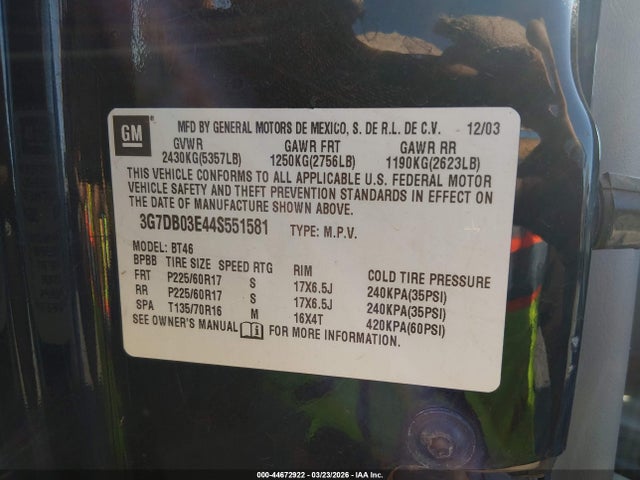 GM
MFD BY GENERAL MOTORS DE MEXICO, S. DE R.L. DE C.V. 12/03
GVWR GAWR FRT GAWR RR
2430KG(5357LB) 1250KG(2756LB) 1190KG(2623LB)
THIS VEHICLE CONFORMS TO ALL APPLICABLE U.S. FEDERAL MOTOR
VEHICLE SAFETY AND THEFT PREVENTION STANDARDS IN EFFECT ON
THE DATE OF MANUFACTURE SHOWN ABOVE.
3G7DB03E44S551581 TYPE: M.P.V.
MODEL: BT46
BPBB TIRE SIZE SPEED RTG RIM COLD TIRE PRESSURE
FRT P225/60R17 S 17X6.5J 240KPA(35PSI)
RR P225/60R17 S 17X6.5J 240KPA(35PSI)
SPA T135/70R16 M 16X4T 420KPA(60PSI)
SEE OWNER'S MANUAL FOR MORE INFORMATION.
000-44672922 - 03/23/2026 - IAA Inc.